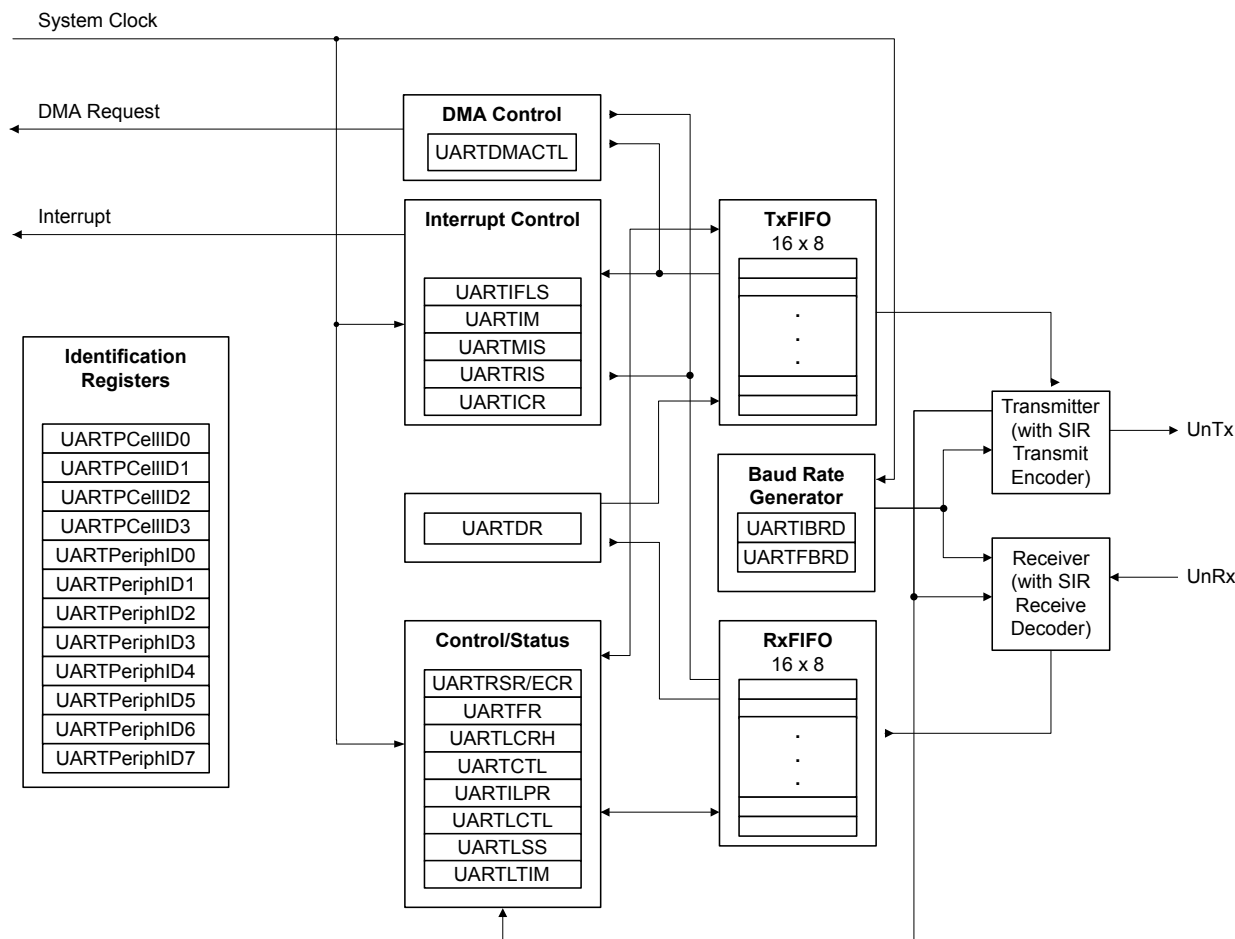 System Clock
DMA Request
DMA Control
UARTDMACTL
Interrupt
Interrupt Control
UARTIFLS
UARTIM
UARTMIS
UARTRIS
UARTICR
TxFIFO
16 x 8
.
.
.
Identification
Registers
UARTPCellID0
UARTPCellID1
UARTPCellID2
UARTPCellID3
UARTPeriphID0
UARTPeriphID1
UARTPeriphID2
UARTPeriphID3
UARTPeriphID4
UARTPeriphID5
UARTPeriphID6
UARTPeriphID7
Transmitter
(with SIR
Transmit
Encoder)
UnTx
Baud Rate
Generator
UARTIBRD
UARTFBRD
UARTDR
Receiver
(with SIR
Receive
Decoder)
UnRx
Control/Status
UARTRSR/ECR
UARTFR
UARTLCRH
UARTCTL
UARTILPR
UARTLCTL
UARTLSS
UARTLTIM
RxFIFO
16 x 8
.
.
.